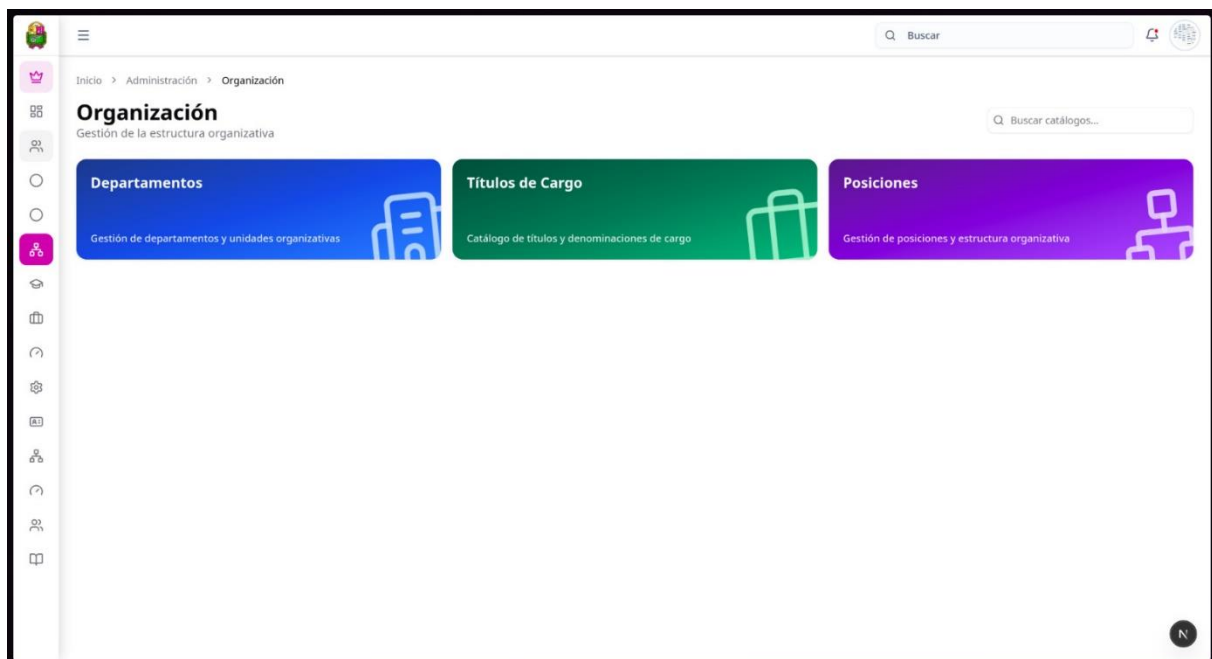 Buscar
Inicio > Administración > Organización
Organización
Gestión de la estructura organizativa
Buscar catálogos...
Departamentos
Gestión de departamentos y unidades organizativas
Títulos de Cargo
Catálogo de títulos y denominaciones de cargo
Posiciones
Gestión de posiciones y estructura organizativa
N